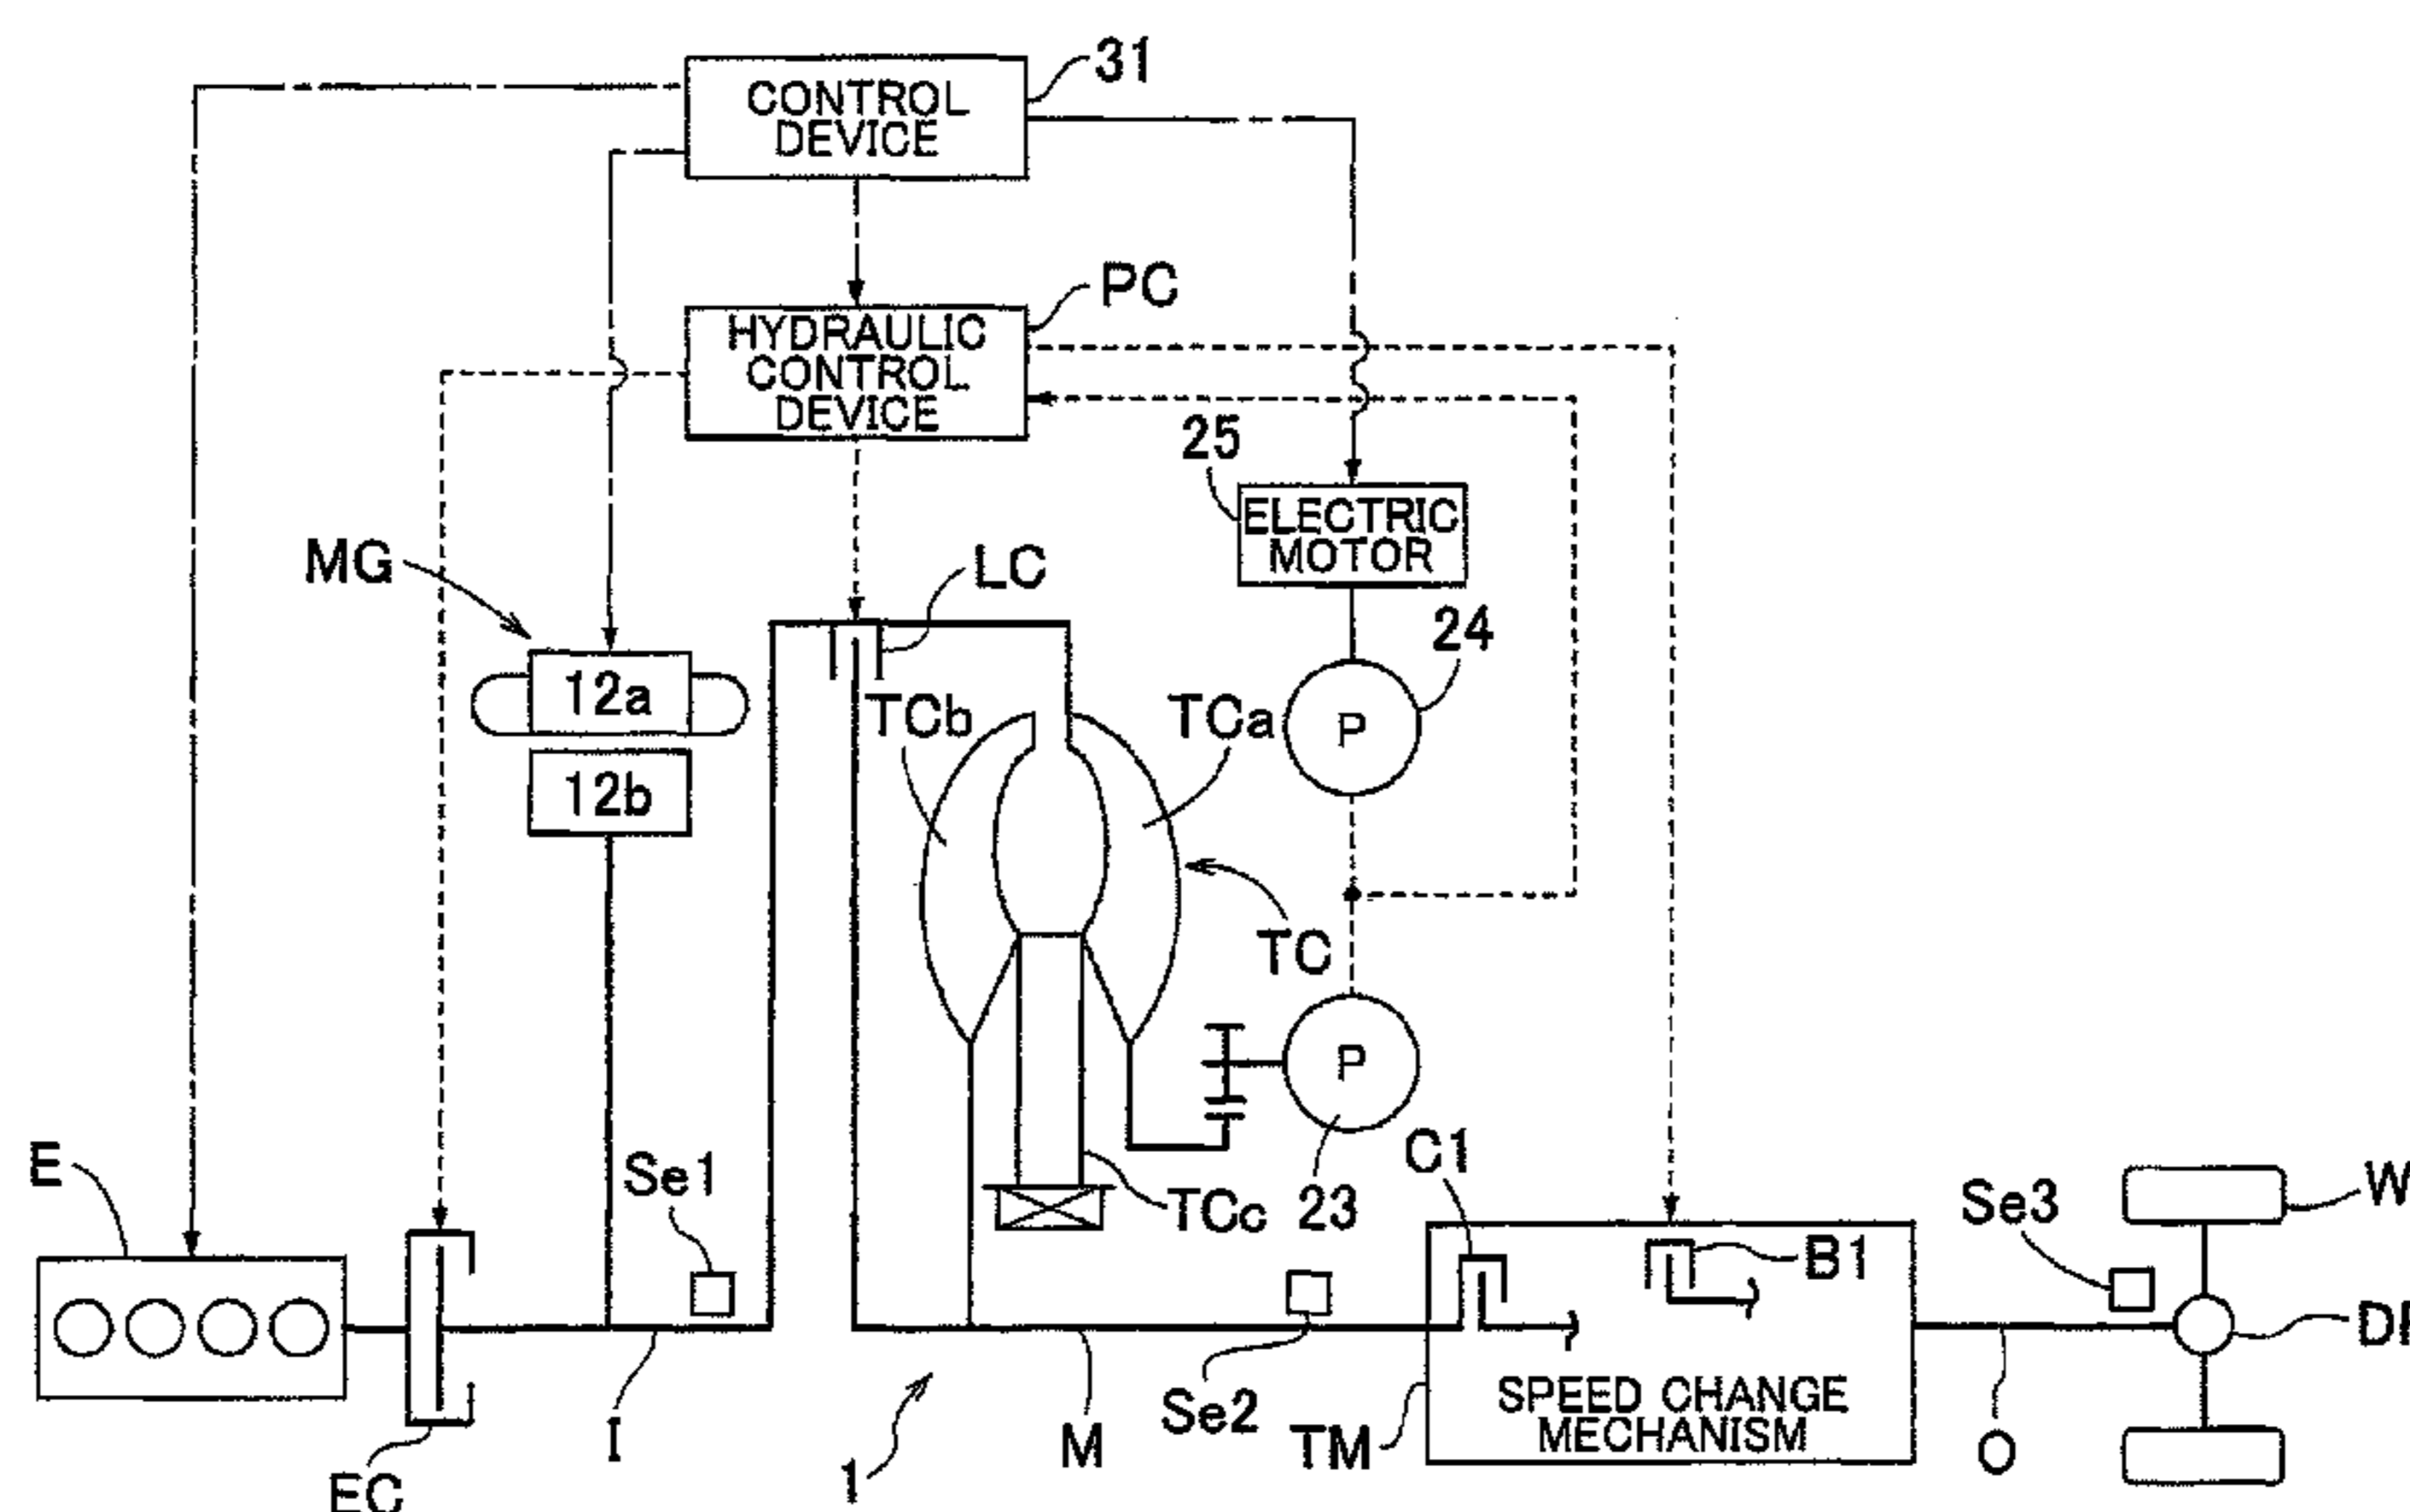 CONTROL
DEVICE
31
HYDRAULIC
CONTROL
DEVICE
PC
25
ELECTRIC
MOTOR
MG
LC
24
12a
TCb
TCa
P
12b
TC
P
E
Se1
C1
TCc
23
Se3
W
B1
Se2
SPEED CHANGE
MECHANISM
I
M
TM
O
EC
1